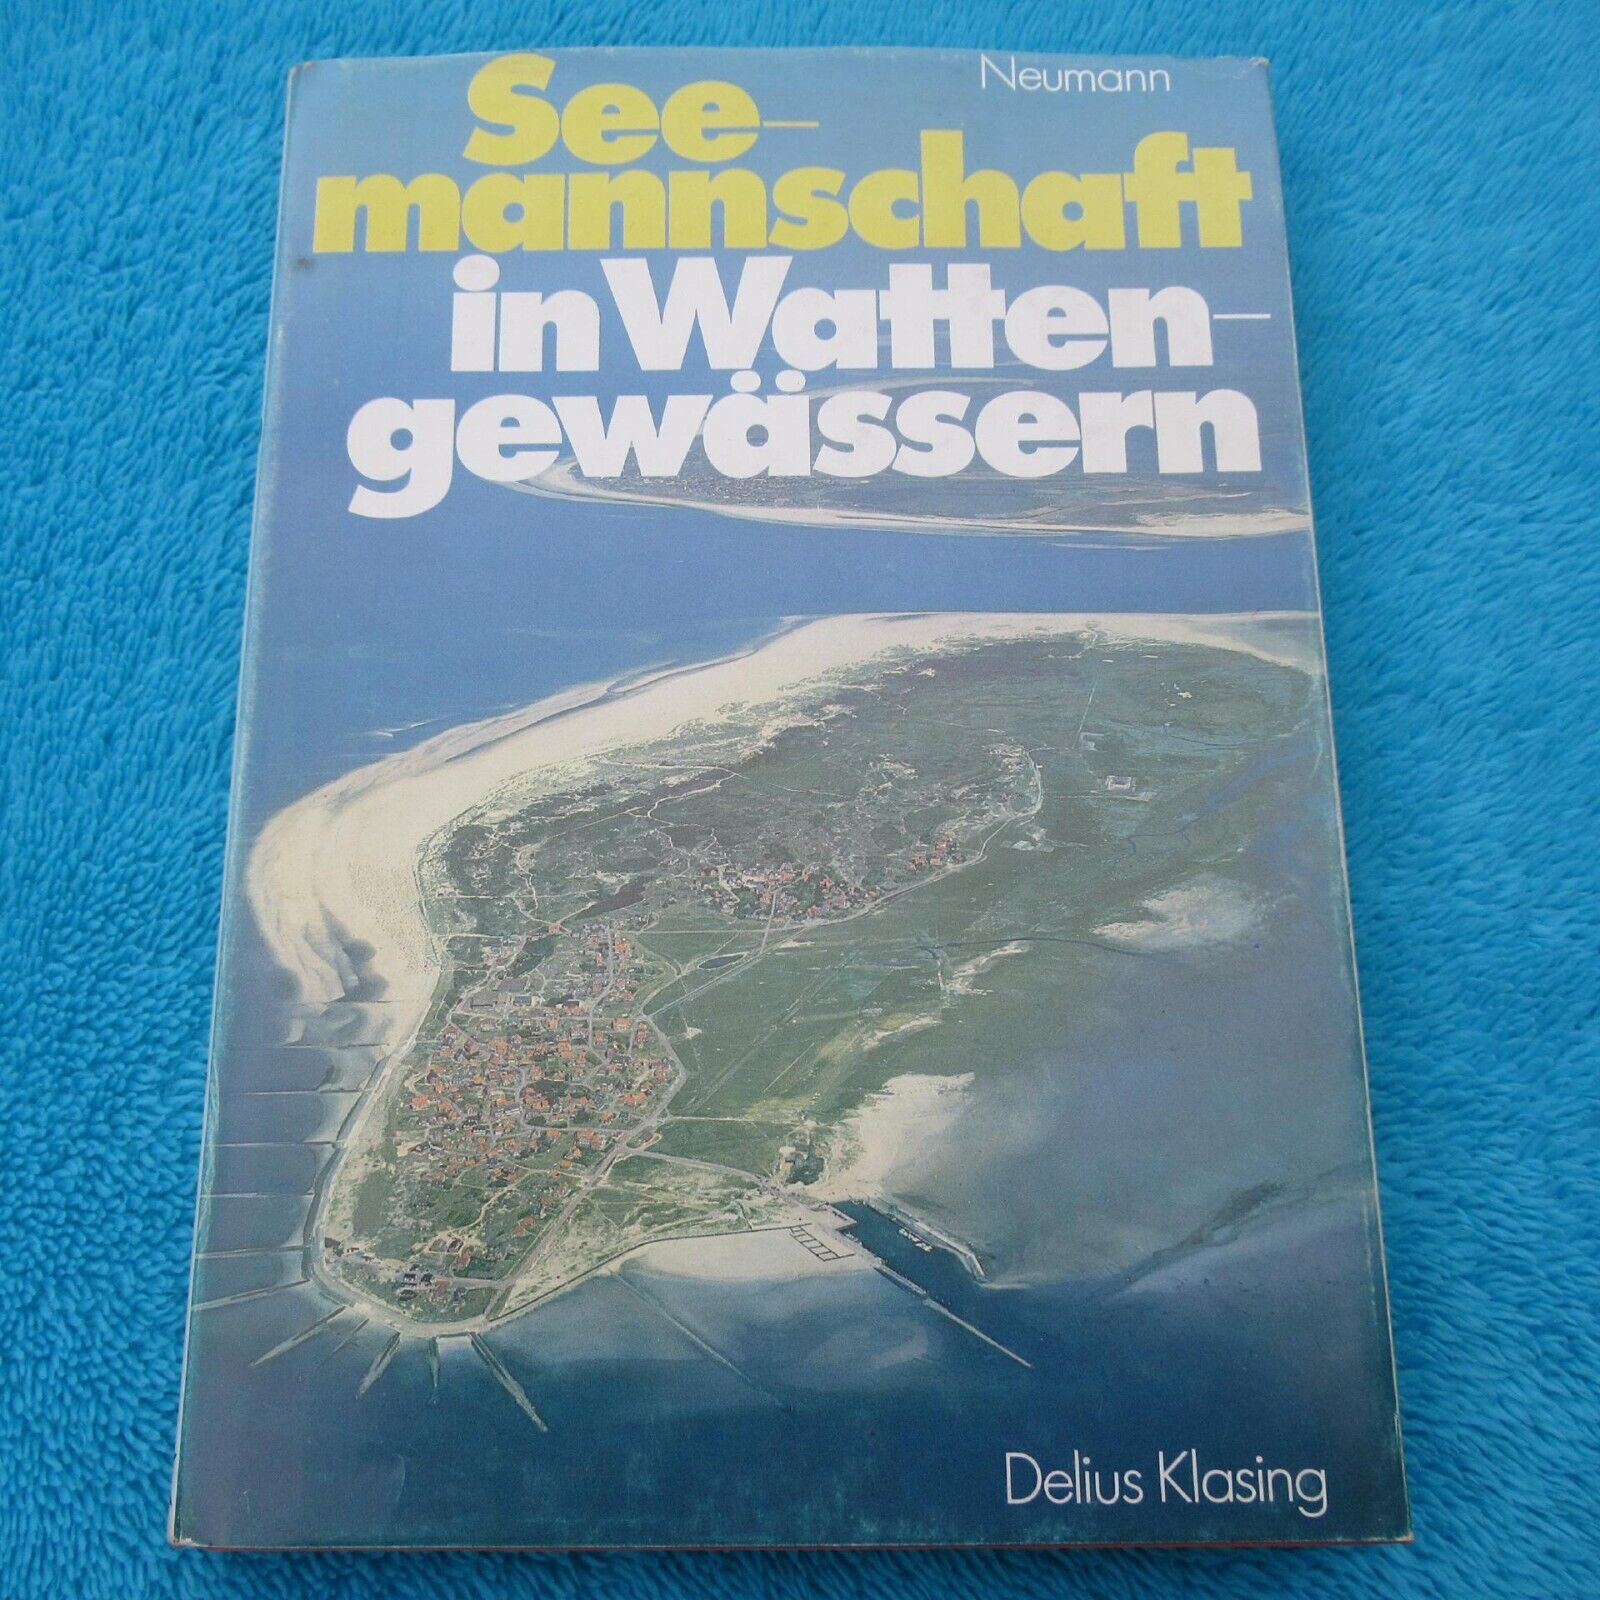 Neumann
See-
mannschaft
in Watten-
gewässern
Delius Klasing